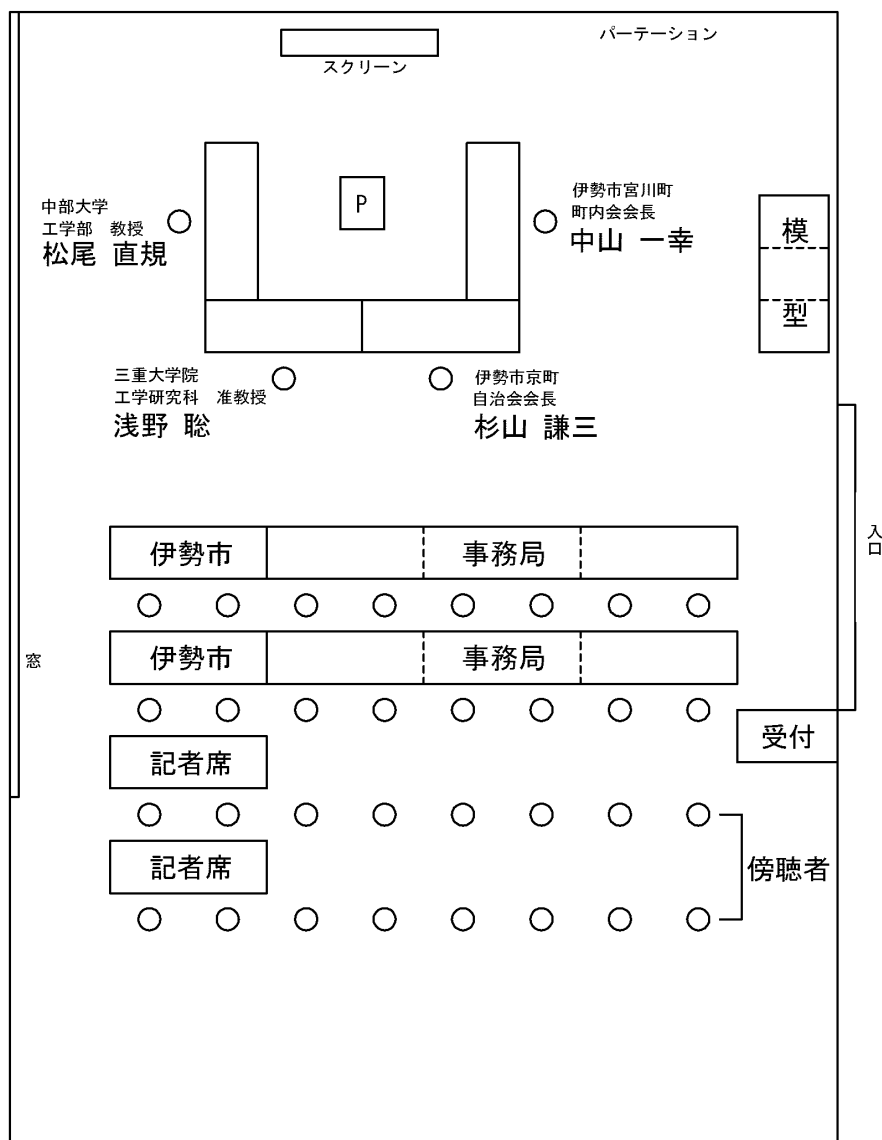 パーテーション
スクリーン
P
中部大学
工学部　教授
松尾 直規
伊勢市宮川町
町内会会長
中山 一幸
模
型
三重大学院
工学研究科　准教授
浅野 聡
伊勢市京町
自治会会長
杉山 謙三
入口
伊勢市 事務局
伊勢市 事務局
窓
受付
記者席
記者席
傍聴者